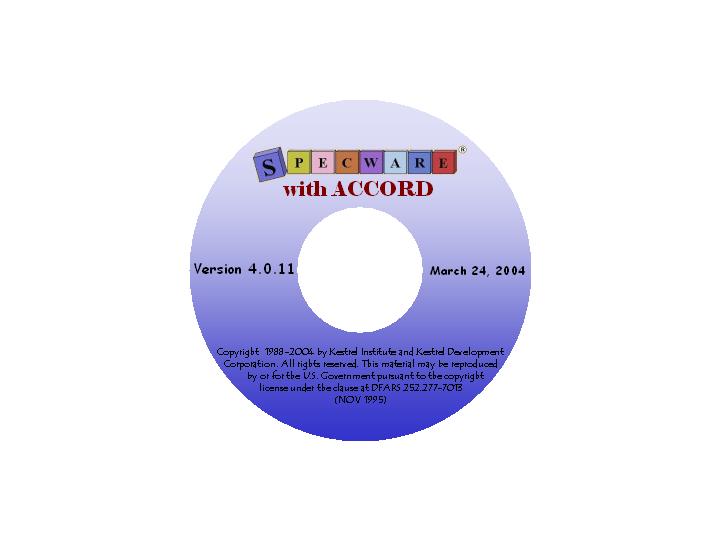 SPECWARE®
with ACCORD
Version 4.0.11
March 24, 2004
Copyright 1988-2004 by Kestrel Institute and Kestrel Development
Corporation. All rights reserved. This material may be reproduced
by or for the U.S. Government pursuant to the copyright
license under the clause at DFARS 252.277-7013
(NOV 1995)